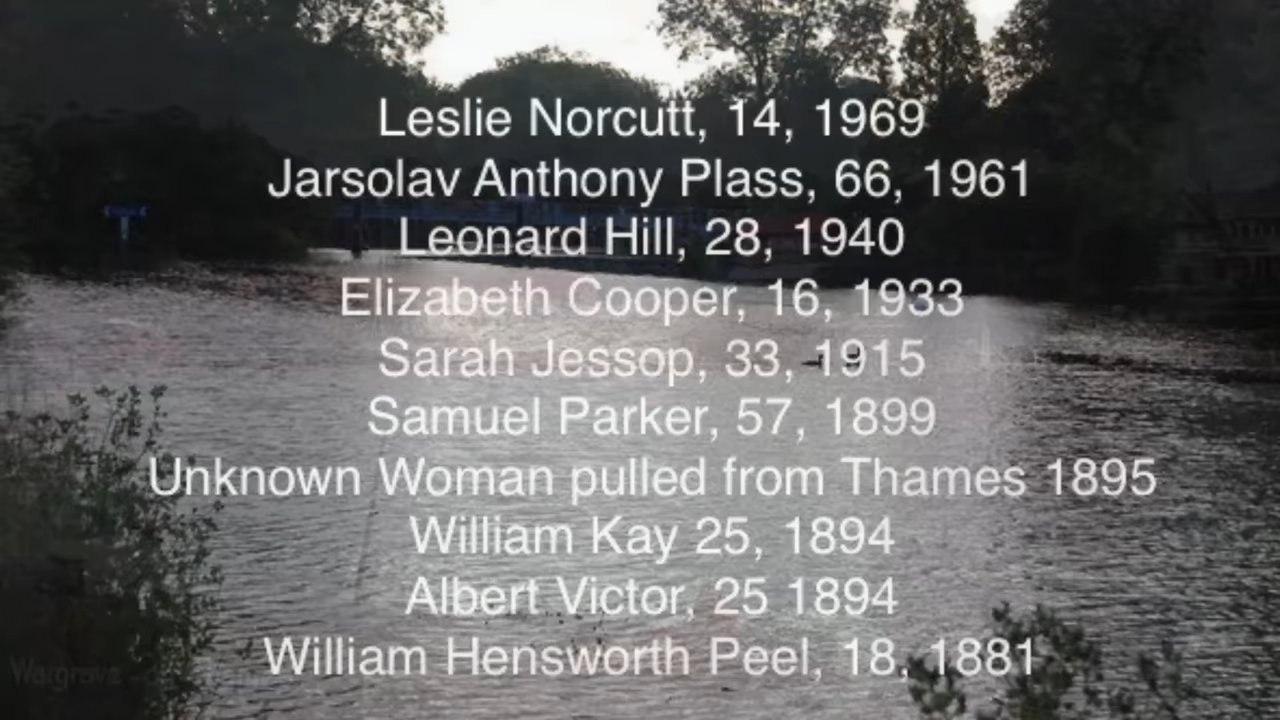 Leslie Norcutt, 14, 1969
Jarsolav Anthony Plass, 66, 1961
Leonard Hill, 28, 1940
Elizabeth Cooper, 16, 1933
Sarah Jessop, 33, 1915
Samuel Parker, 57, 1899
Unknown Woman pulled from Thames 1895
William Kay 25, 1894
Albert Victor, 25 1894
William Hensworth Peel, 18, 1881
Wargrave